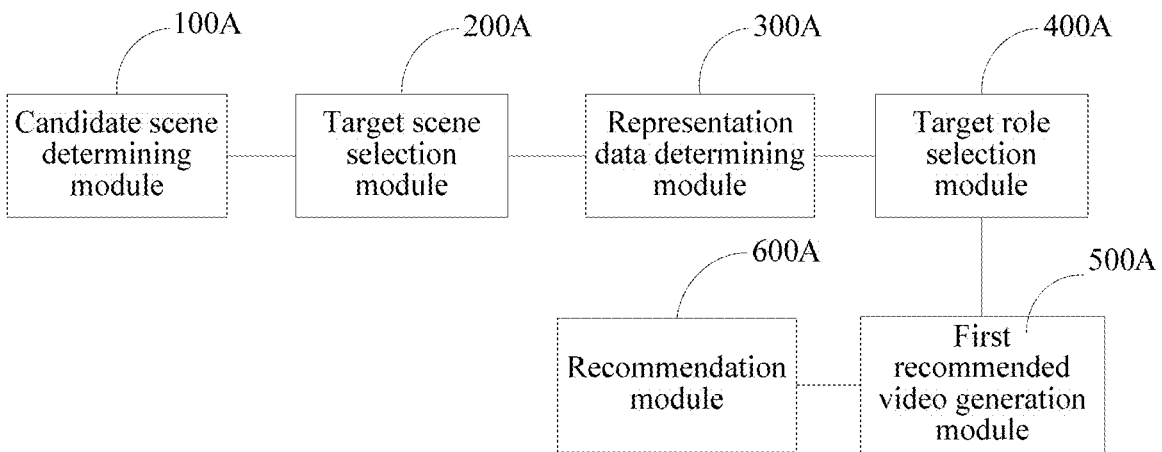 100A
200A
300A
400A
Candidate scene
determining
module
Target scene
selection
module
Representation
data determining
module
Target role
selection
module
600A
500A
Recommendation
module
First
recommended
video generation
module